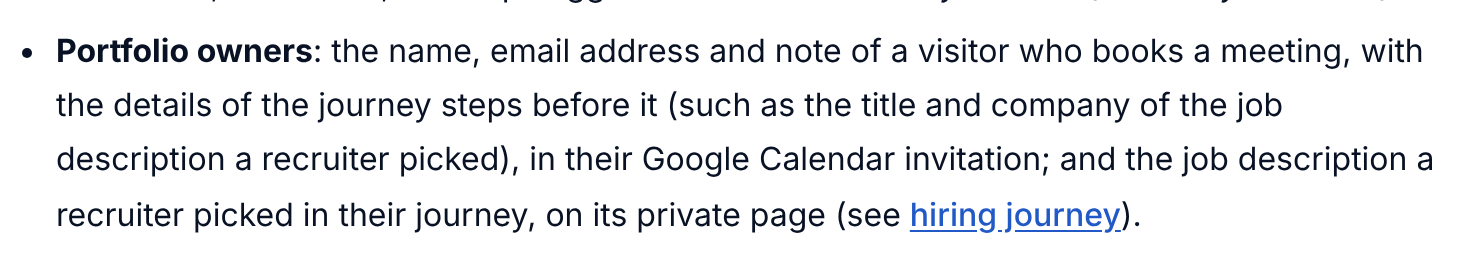 • Portfolio owners: the name, email address and note of a visitor who books a meeting, with
the details of the journey steps before it (such as the title and company of the job
description a recruiter picked), in their Google Calendar invitation; and the job description a
recruiter picked in their journey, on its private page (see hiring journey).